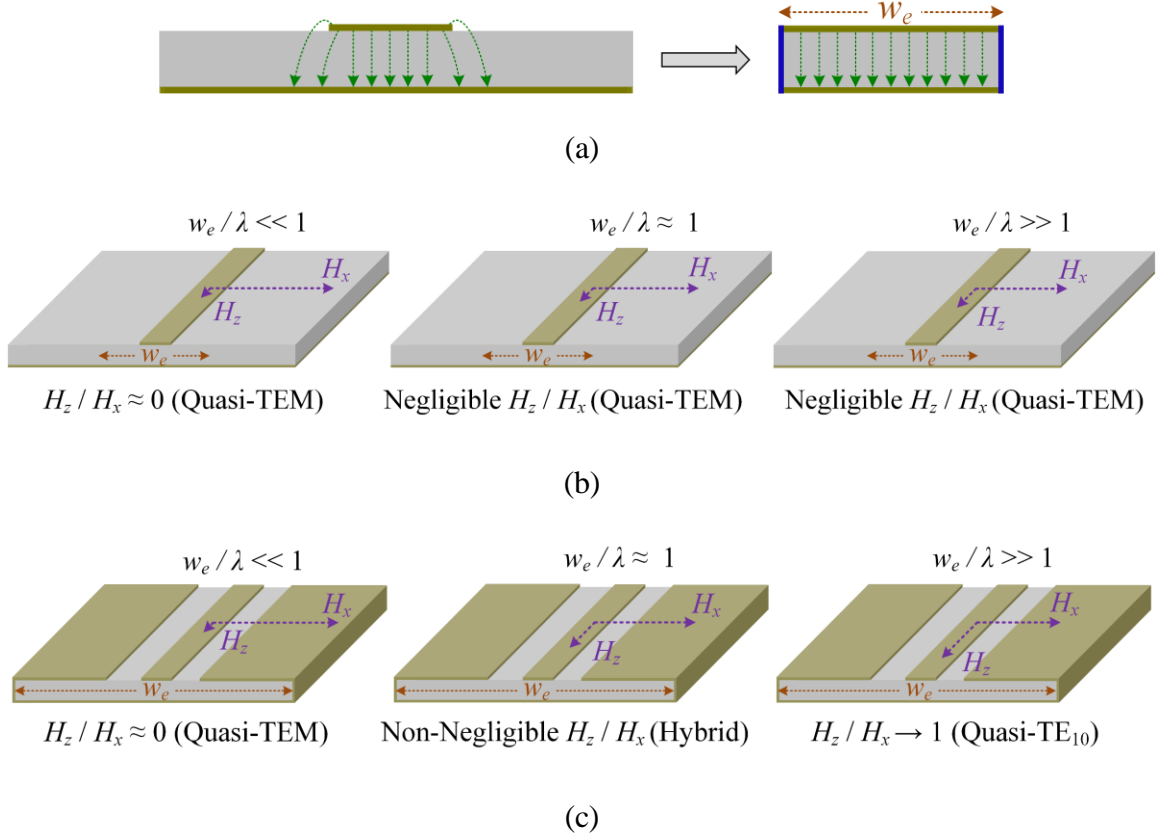 w_e
(a)
w_e / λ << 1 w_e / λ ≈ 1 w_e / λ >> 1
H_x H_x H_x
H_z H_z H_z
w_e w_e w_e
H_z / H_x ≈ 0 (Quasi-TEM) Negligible H_z / H_x (Quasi-TEM) Negligible H_z / H_x (Quasi-TEM)
(b)
w_e / λ << 1 w_e / λ ≈ 1 w_e / λ >> 1
H_x H_x H_x
H_z H_z H_z
w_e w_e w_e
H_z / H_x ≈ 0 (Quasi-TEM) Non-Negligible H_z / H_x (Hybrid) H_z / H_x → 1 (Quasi-TE₁₀)
(c)